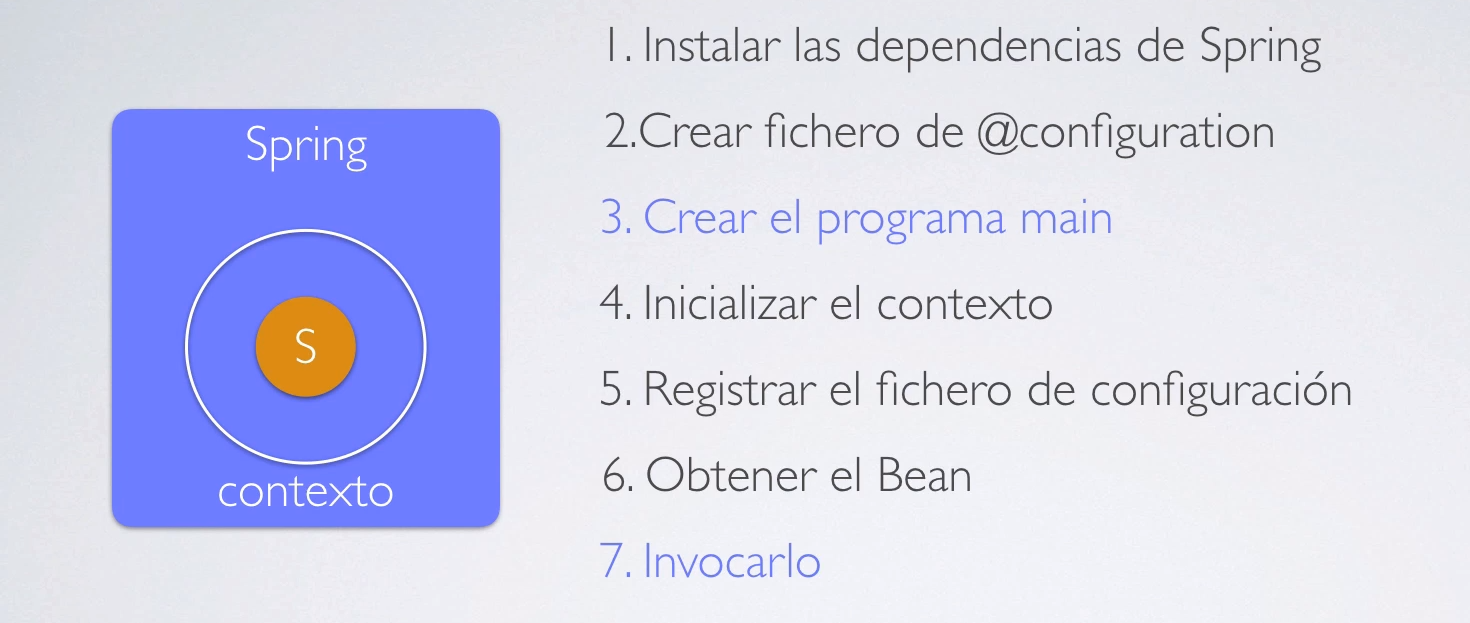 Spring
S
contexto
1. Instalar las dependencias de Spring
2.Crear fichero de @configuration
3. Crear el programa main
4. Inicializar el contexto
5. Registrar el fichero de configuración
6. Obtener el Bean
7. Invocarlo